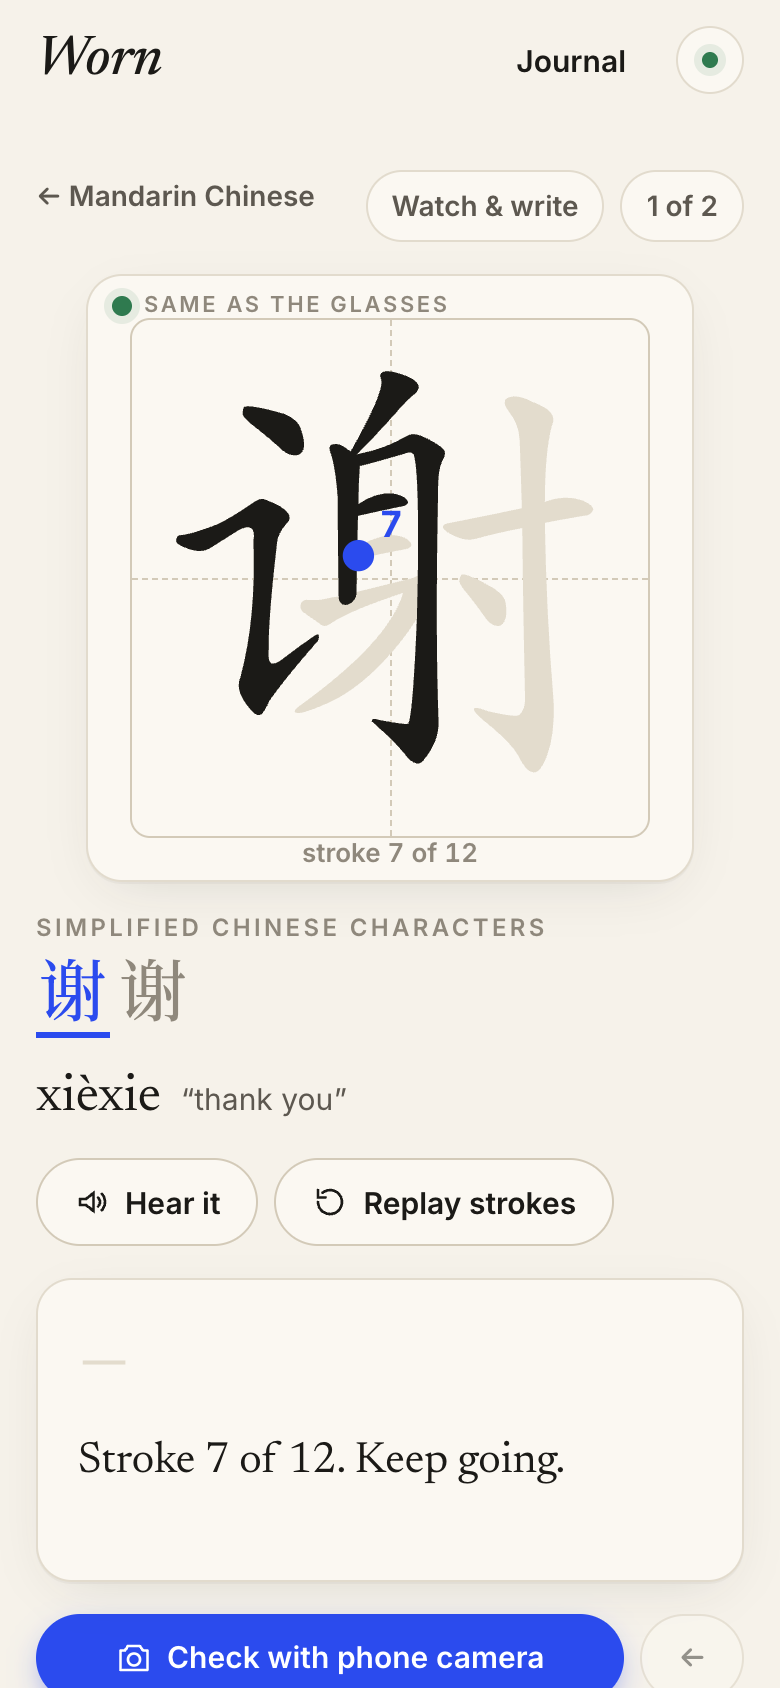 Worn
Journal
← Mandarin Chinese
Watch & write
1 of 2
SAME AS THE GLASSES
谢
7
stroke 7 of 12
SIMPLIFIED CHINESE CHARACTERS
谢谢
xièxie “thank you”
Hear it
Replay strokes
Stroke 7 of 12. Keep going.
Check with phone camera
←